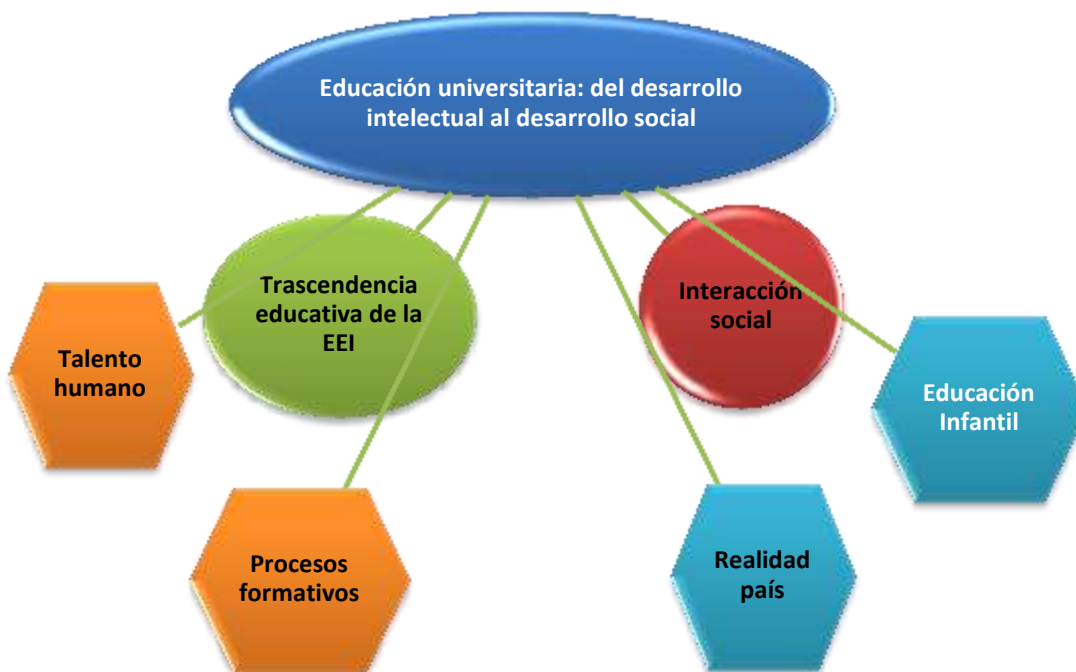 Educación universitaria: del desarrollo
intelectual al desarrollo social
Trascendencia
educativa de la
EEI
Interacción
social
Talento
humano
Educación
Infantil
Procesos
formativos
Realidad
país